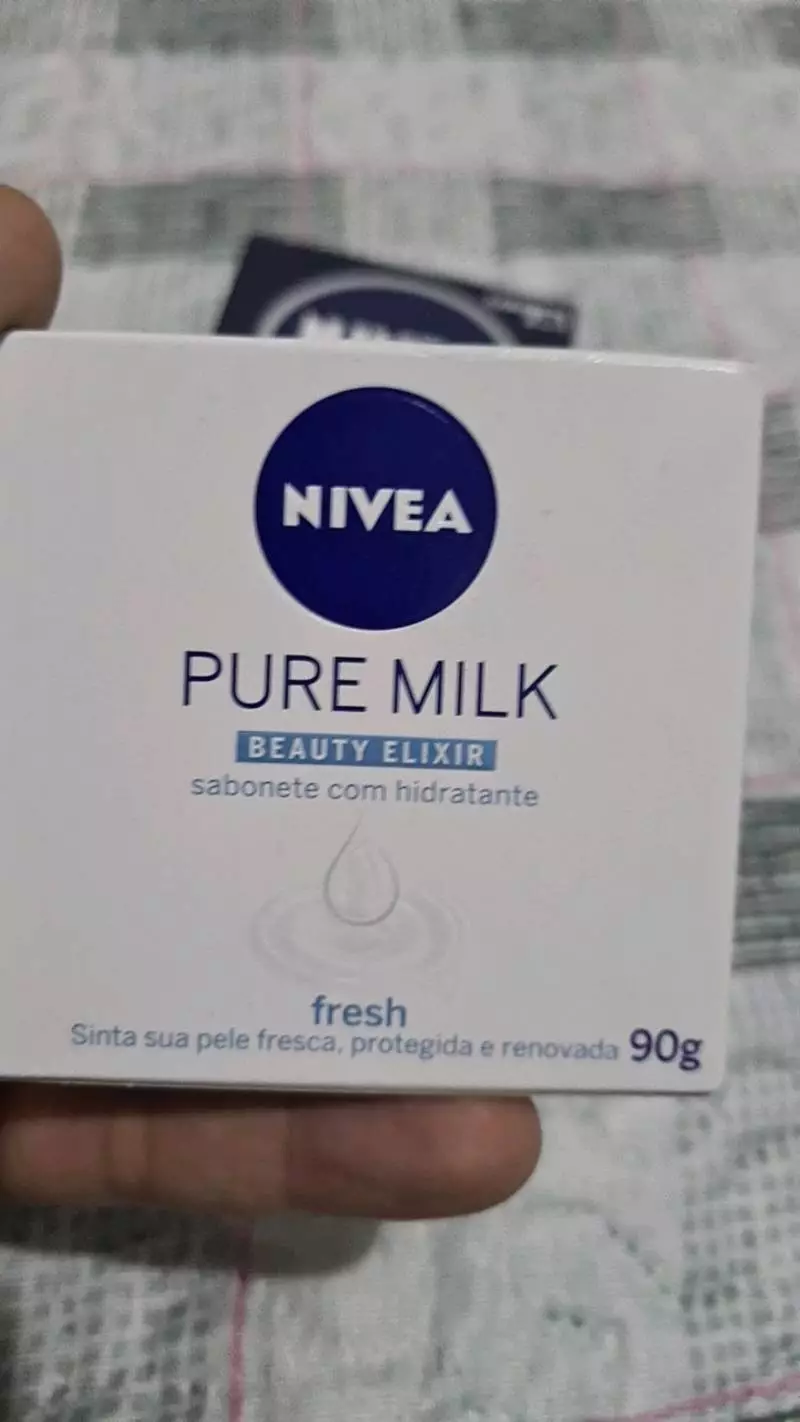 NIVEA
PURE MILK
BEAUTY ELIXIR
sabonete com hidratante
fresh
Sinta sua pele fresca, protegida e renovada 90g